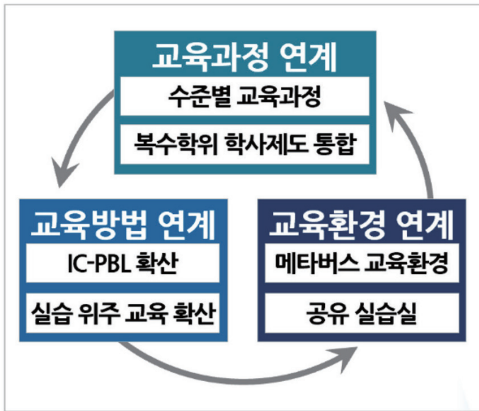 교육과정 연계
수준별 교육과정
복수학위 학사제도 통합
교육방법 연계
IC-PBL 확산
실습 위주 교육 확산
교육환경 연계
메타버스 교육환경
공유 실습실